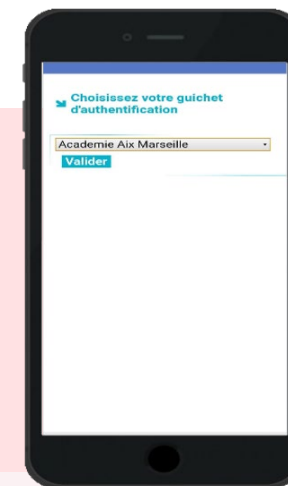 Choisissez votre guichet
d'authentification
Academie Aix Marseille
Valider